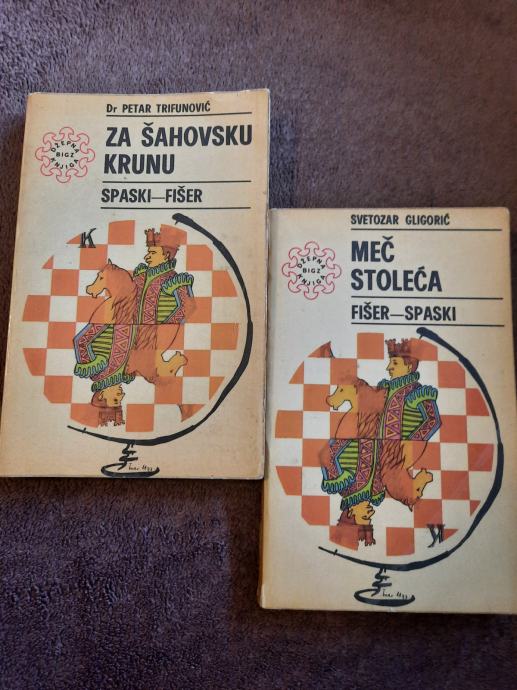 Dr PETAR TRIFUNOVIĆ
ZA ŠAHOVSKU
KRUNU
SPASKI—FIŠER
DŽEPNA
BIGZ
KNJIGA
K
SVETOZAR GLIGORIĆ
MEČ
STOLEĆA
FIŠER—SPASKI
DŽEPNA
BIGZ
KNJIGA
K